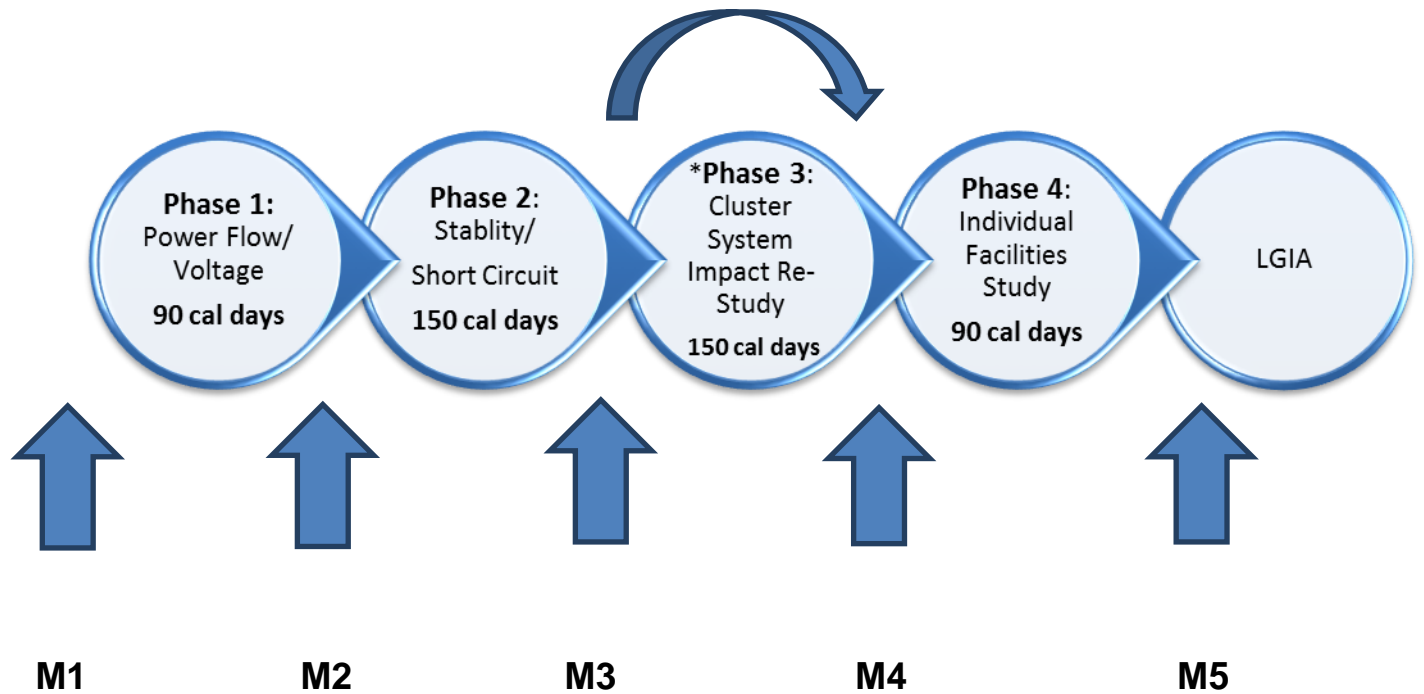 Phase 1:
Power Flow/
Voltage
90 cal days
Phase 2:
Stablity/
Short Circuit
150 cal days
*Phase 3:
Cluster
System
Impact Re-
Study
150 cal days
Phase 4:
Individual
Facilities
Study
90 cal days
LGIA
M1
M2
M3
M4
M5